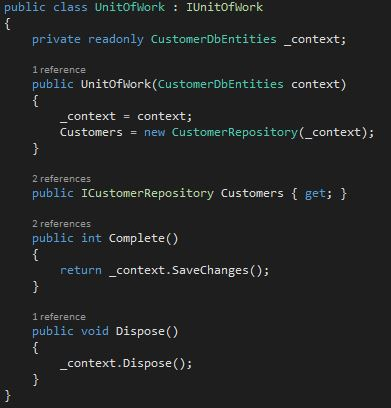 public class UnitOfWork : IUnitOfWork
{
    private readonly CustomerDbEntities _context;
    1 reference
    public UnitOfWork(CustomerDbEntities context)
    {
        _context = context;
        Customers = new CustomerRepository(_context);
    }
    2 references
    public ICustomerRepository Customers { get; }
    2 references
    public int Complete()
    {
        return _context.SaveChanges();
    }
    1 reference
    public void Dispose()
    {
        _context.Dispose();
    }
}